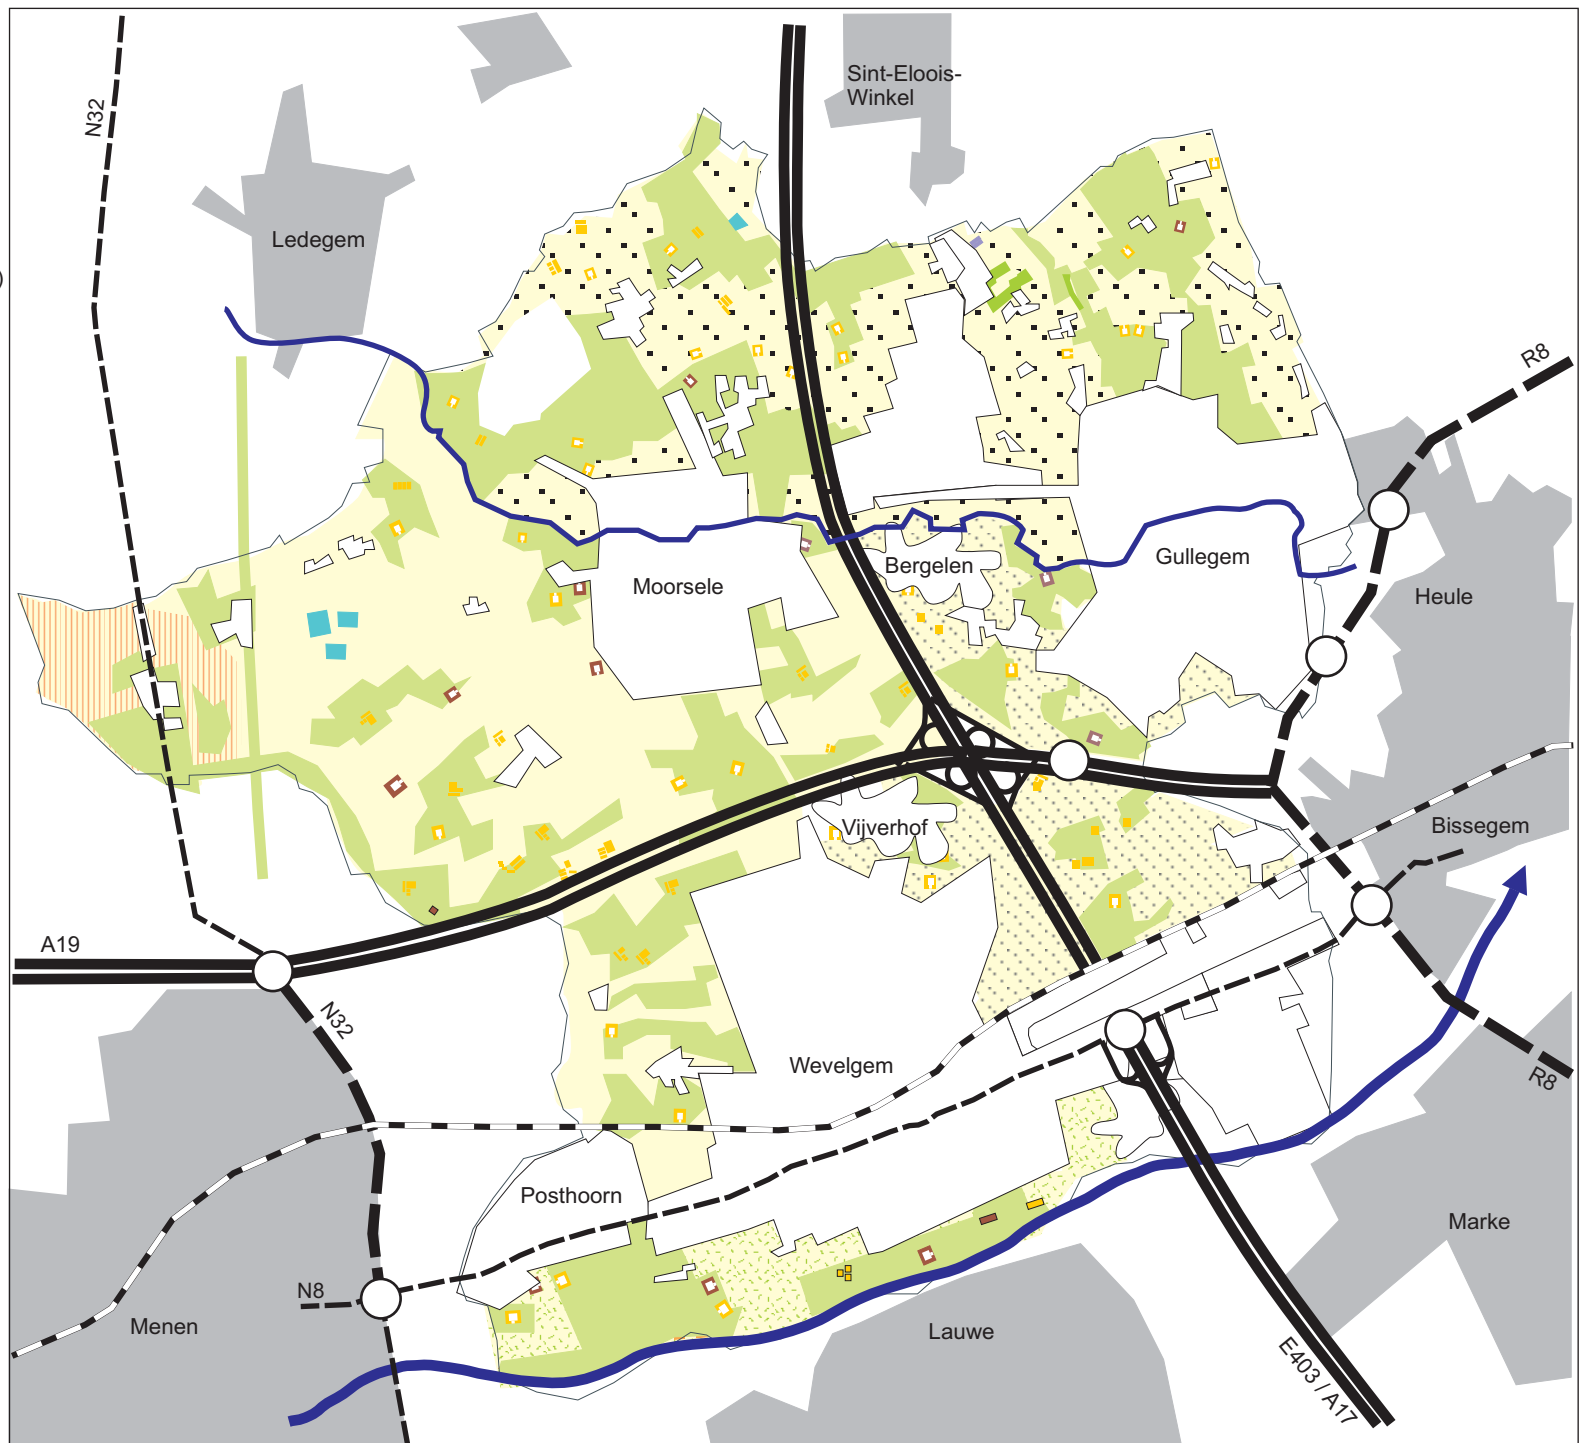 Sint-Eloois-
Winkel
N32
Ledegem
)
R8
Moorsele
Bergelen
Gullegem
Heule
Vijverhof
Bissegem
A19
N32
Wevelgem
R8
Posthoorn
Marke
N8
Menen
Lauwe
E403 / A17